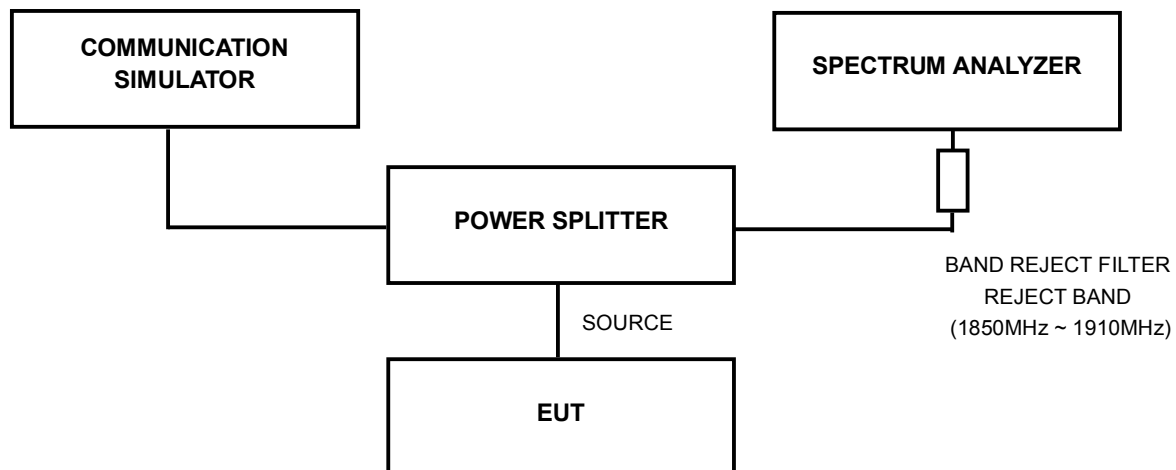 COMMUNICATION
SIMULATOR
SPECTRUM ANALYZER
POWER SPLITTER
BAND REJECT FILTER
REJECT BAND
(1850MHz ~ 1910MHz)
SOURCE
EUT